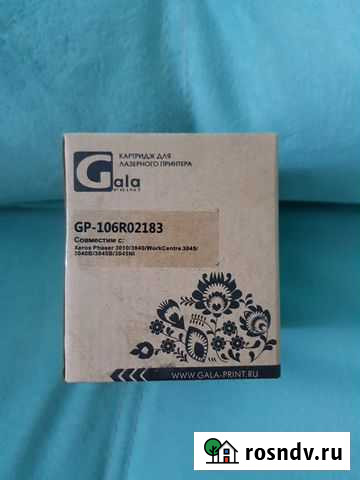 Gala
PRINT
КАРТРИДЖ ДЛЯ
ЛАЗЕРНОГО ПРИНТЕРА
GP-106R02183
Совместим с:
Xerox Phaser 3010/3040/WorkCentre 3045/
3040B/3045B/3045NI
WWW.GALA-PRINT.RU
rosndv.ru